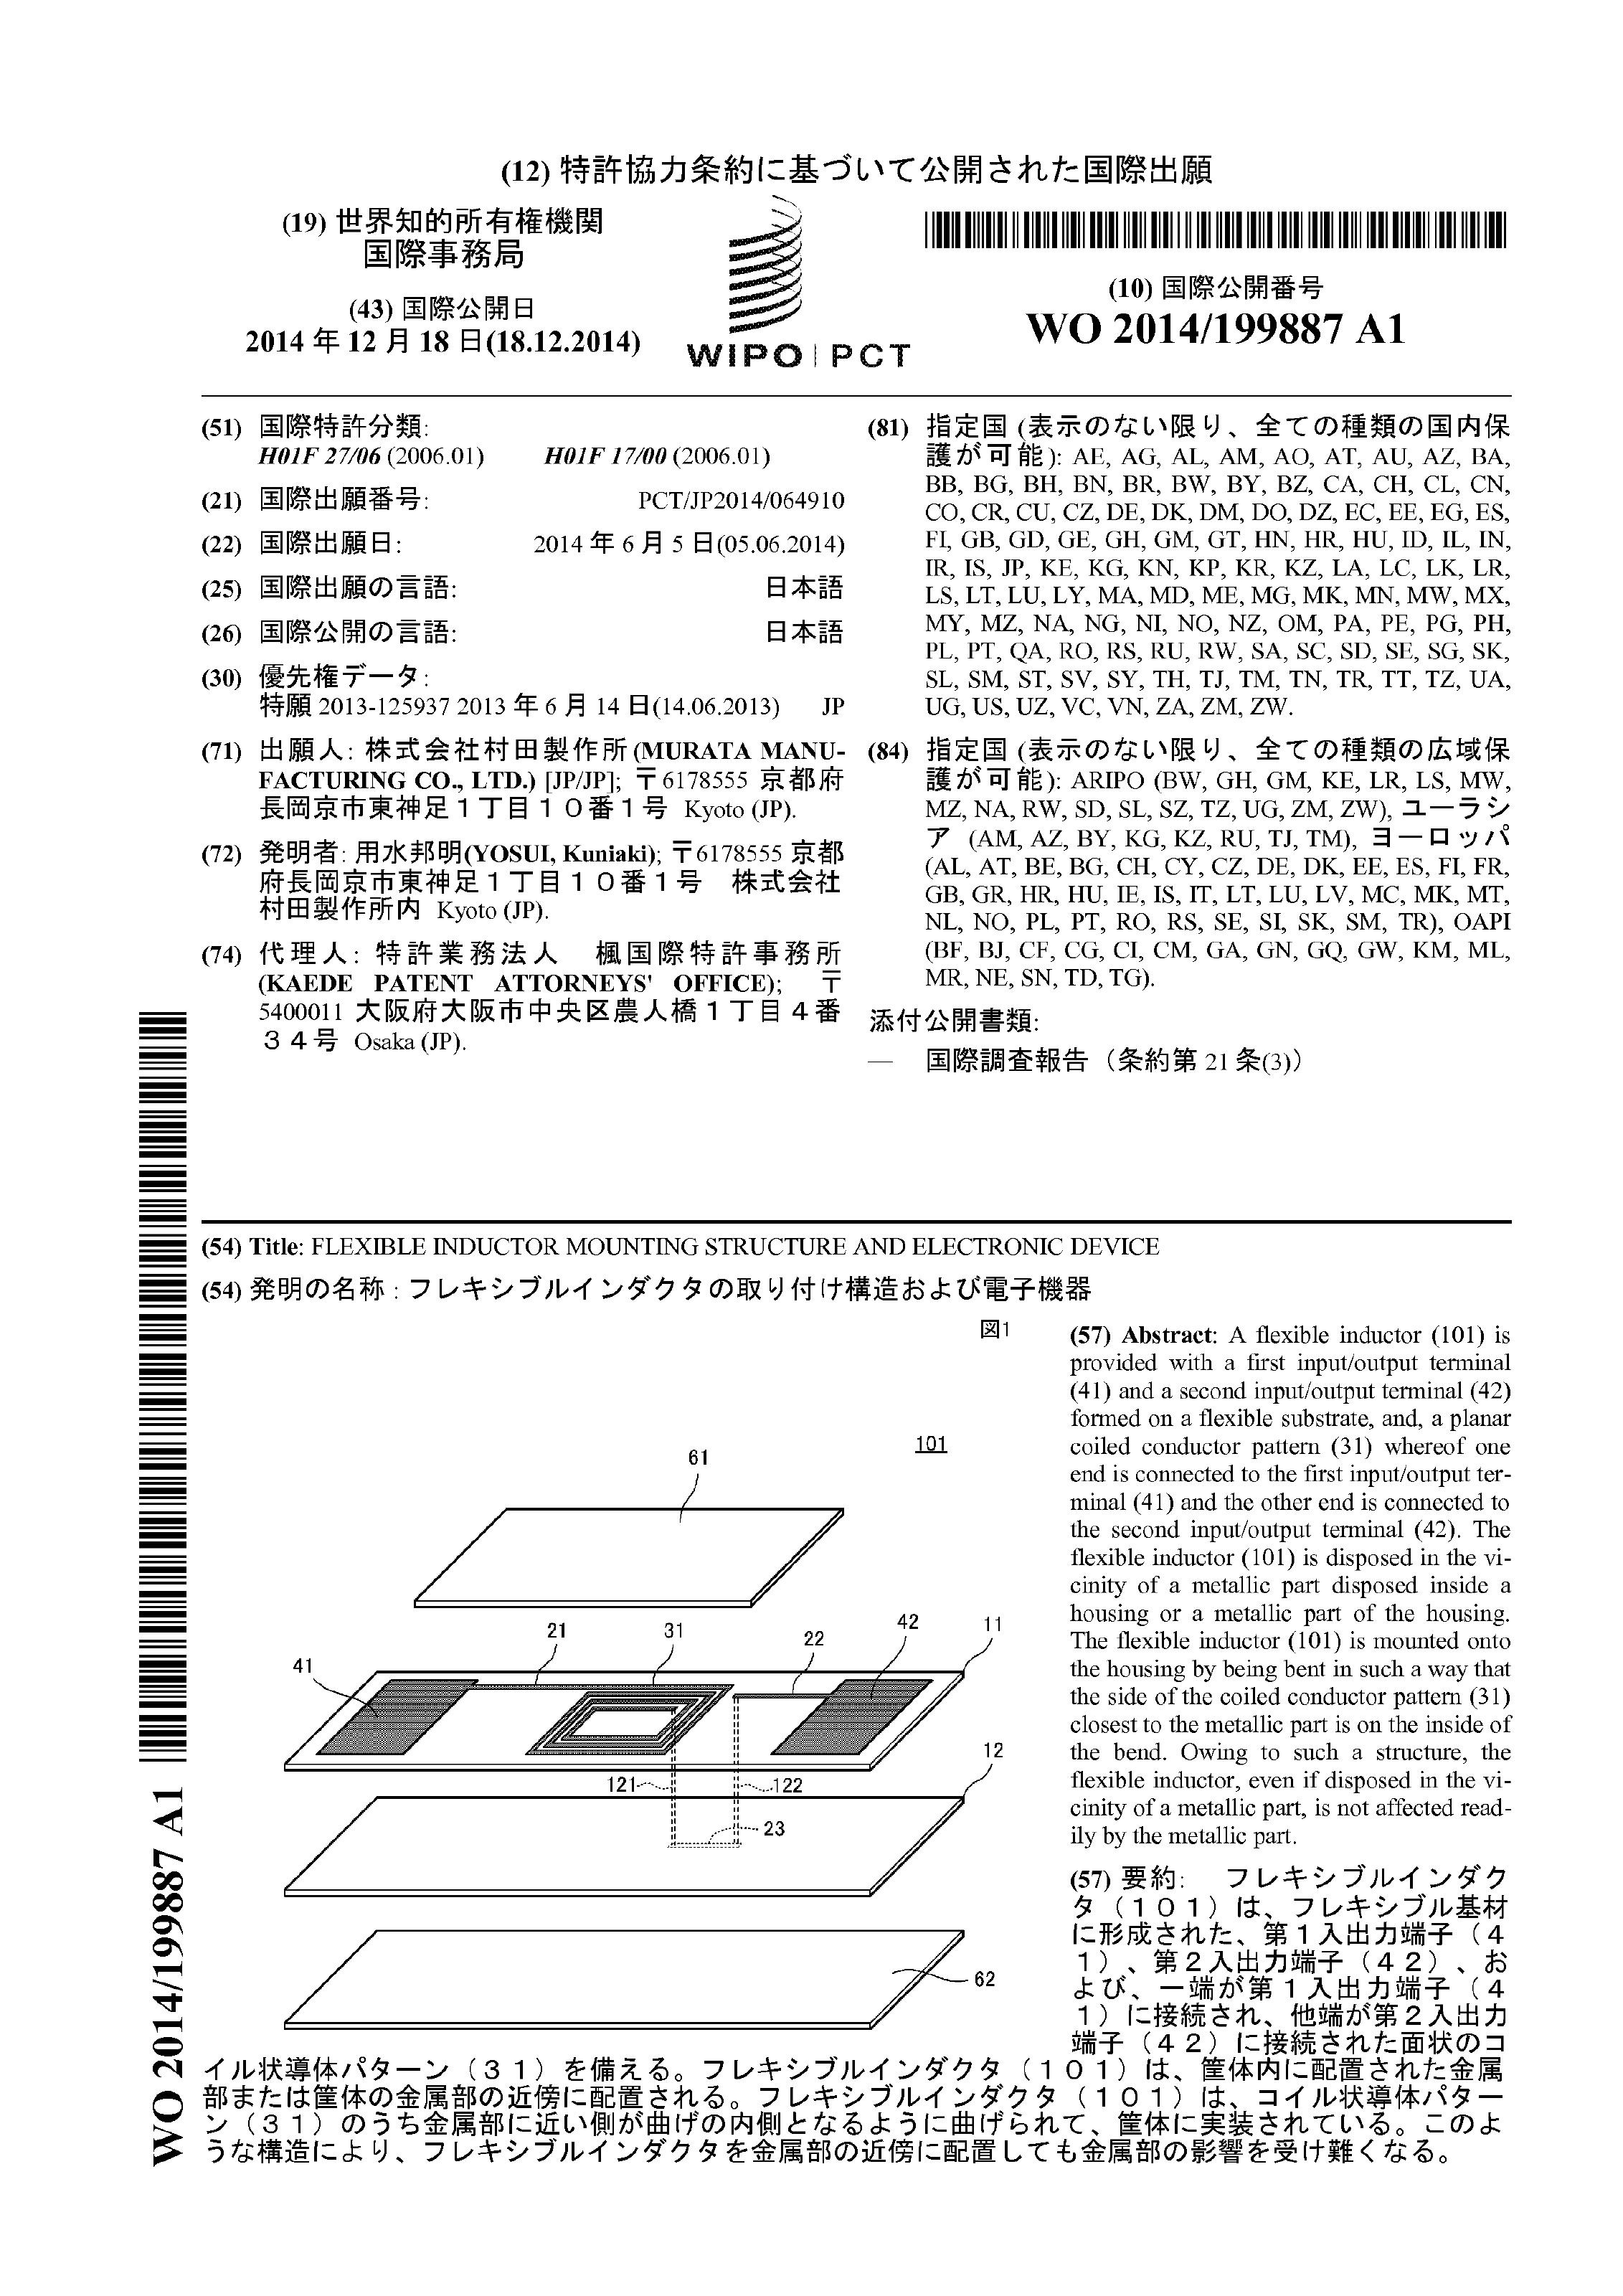 (12) 特許協力条約に基づいて公開された国際出願
(19) 世界知的所有権機関
国際事務局
(43) 国際公開日
2014 年 12 月 18 日(18.12.2014)
WIPO | PCT
(10) 国際公開番号
WO 2014/199887 A1
(51) 国際特許分類:
H01F 27/06 (2006.01) H01F 17/00 (2006.01)
(21) 国際出願番号: PCT/JP2014/064910
(22) 国際出願日: 2014 年 6 月 5 日(05.06.2014)
(25) 国際出願の言語: 日本語
(26) 国際公開の言語: 日本語
(30) 優先権データ:
特願 2013-125937 2013 年 6 月 14 日(14.06.2013) JP
(71) 出願人: 株式会社村田製作所(MURATA MANU-
FACTURING CO., LTD.) [JP/JP]; 〒6178555 京都府
長岡京市東神足1丁目10番1号 Kyoto (JP).
(72) 発明者: 用水邦明(YOSUI, Kuniaki); 〒6178555 京都
府長岡京市東神足1丁目10番1号 株式会社
村田製作所内 Kyoto (JP).
(74) 代理人: 特許業務法人 楓国際特許事務所
(KAEDE PATENT ATTORNEYS' OFFICE); 〒
5400011 大阪府大阪市中央区農人橋1丁目4番
34号 Osaka (JP).
(81) 指定国 (表示のない限り、全ての種類の国内保
護が可能): AE, AG, AL, AM, AO, AT, AU, AZ, BA,
BB, BG, BH, BN, BR, BW, BY, BZ, CA, CH, CL, CN,
CO, CR, CU, CZ, DE, DK, DM, DO, DZ, EC, EE, EG, ES,
FI, GB, GD, GE, GH, GM, GT, HN, HR, HU, ID, IL, IN,
IR, IS, JP, KE, KG, KN, KP, KR, KZ, LA, LC, LK, LR,
LS, LT, LU, LY, MA, MD, ME, MG, MK, MN, MW, MX,
MY, MZ, NA, NG, NI, NO, NZ, OM, PA, PE, PG, PH,
PL, PT, QA, RO, RS, RU, RW, SA, SC, SD, SE, SG, SK,
SL, SM, ST, SV, SY, TH, TJ, TM, TN, TR, TT, TZ, UA,
UG, US, UZ, VC, VN, ZA, ZM, ZW.
(84) 指定国 (表示のない限り、全ての種類の広域保
護が可能): ARIPO (BW, GH, GM, KE, LR, LS, MW,
MZ, NA, RW, SD, SL, SZ, TZ, UG, ZM, ZW), ユーラシ
ア (AM, AZ, BY, KG, KZ, RU, TJ, TM), ヨーロッパ
(AL, AT, BE, BG, CH, CY, CZ, DE, DK, EE, ES, FI, FR,
GB, GR, HR, HU, IE, IS, IT, LT, LU, LV, MC, MK, MT,
NL, NO, PL, PT, RO, RS, SE, SI, SK, SM, TR), OAPI
(BF, BJ, CF, CG, CI, CM, GA, GN, GQ, GW, KM, ML,
MR, NE, SN, TD, TG).
添付公開書類:
— 国際調査報告（条約第 21 条(3)）
(54) Title: FLEXIBLE INDUCTOR MOUNTING STRUCTURE AND ELECTRONIC DEVICE
(54) 発明の名称 : フレキシブルインダクタの取り付け構造および電子機器
図1
101
61
21
31
22
42
11
41
12
121
122
23
62
(57) Abstract: A flexible inductor (101) is
provided with a first input/output terminal
(41) and a second input/output terminal (42)
formed on a flexible substrate, and, a planar
coiled conductor pattern (31) whereof one
end is connected to the first input/output ter-
minal (41) and the other end is connected to
the second input/output terminal (42). The
flexible inductor (101) is disposed in the vi-
cinity of a metallic part disposed inside a
housing or a metallic part of the housing.
The flexible inductor (101) is mounted onto
the housing by being bent in such a way that
the side of the coiled conductor pattern (31)
closest to the metallic part is on the inside of
the bend. Owing to such a structure, the
flexible inductor, even if disposed in the vi-
cinity of a metallic part, is not affected read-
ily by the metallic part.
(57) 要約: フレキシブルインダク
タ（101）は、フレキシブル基材
に形成された、第1入出力端子（4
1）、第2入出力端子（42）、お
よび、一端が第1入出力端子（4
1）に接続され、他端が第2入出力
端子（42）に接続された面状のコ
イル状導体パターン（31）を備える。フレキシブルインダクタ（101）は、筐体内に配置された金属
部または筐体の金属部の近傍に配置される。フレキシブルインダクタ（101）は、コイル状導体パター
ン（31）のうち金属部に近い側が曲げの内側となるように曲げられて、筐体に実装されている。このよ
うな構造により、フレキシブルインダクタを金属部の近傍に配置しても金属部の影響を受け難くなる。
WO 2014/199887 A1